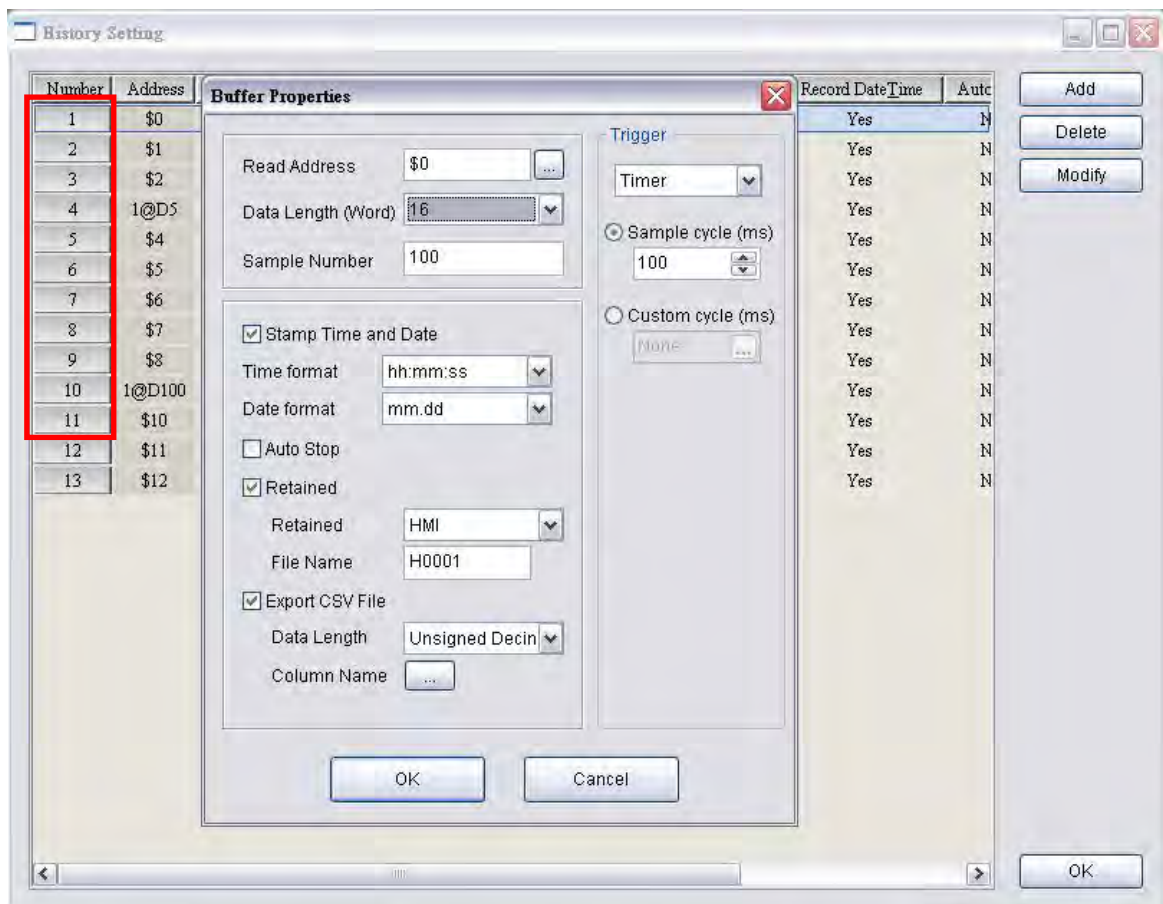 History Setting
Number Address Record DateTime Auto
1 $0 Yes N
2 $1 Yes N
3 $2 Yes N
4 1@D5 Yes N
5 $4 Yes N
6 $5 Yes N
7 $6 Yes N
8 $7 Yes N
9 $8 Yes N
10 1@D100 Yes N
11 $10 Yes N
12 $11 Yes N
13 $12 Yes N
Buffer Properties
Read Address $0 ...
Data Length (Word) 16
Sample Number 100
Stamp Time and Date
Time format hh:mm:ss
Date format mm.dd
Auto Stop
Retained
Retained HMI
File Name H0001
Export CSV File
Data Length Unsigned Decin
Column Name ...
Trigger
Timer
Sample cycle (ms)
100
Custom cycle (ms)
None ...
OK Cancel
Add
Delete
Modify
OK